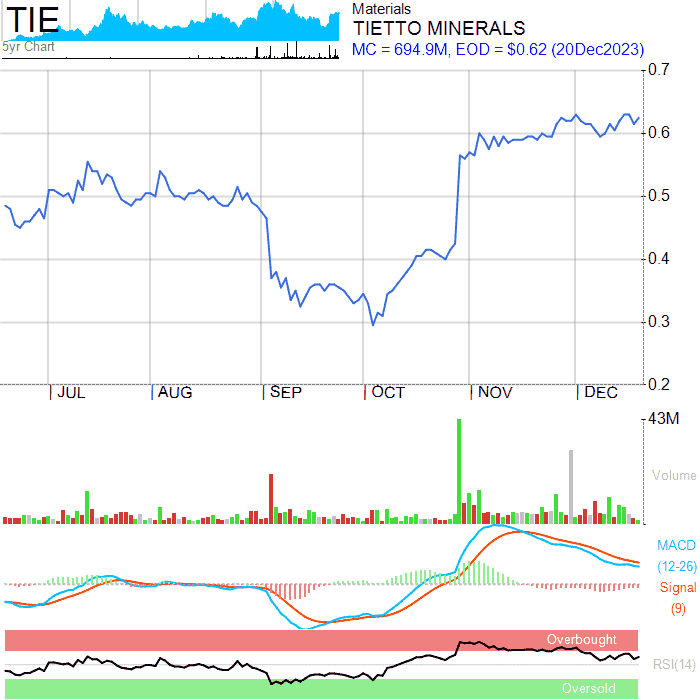 TIE
5yr Chart
Materials
TIETTO MINERALS
MC = 694.9M, EOD = $0.62 (20Dec2023)
0.7
0.6
0.5
0.4
0.3
0.2
JUL AUG SEP OCT NOV DEC
43M
Volume
MACD
(12-26)
Signal
(9)
Overbought
RSI(14)
Oversold